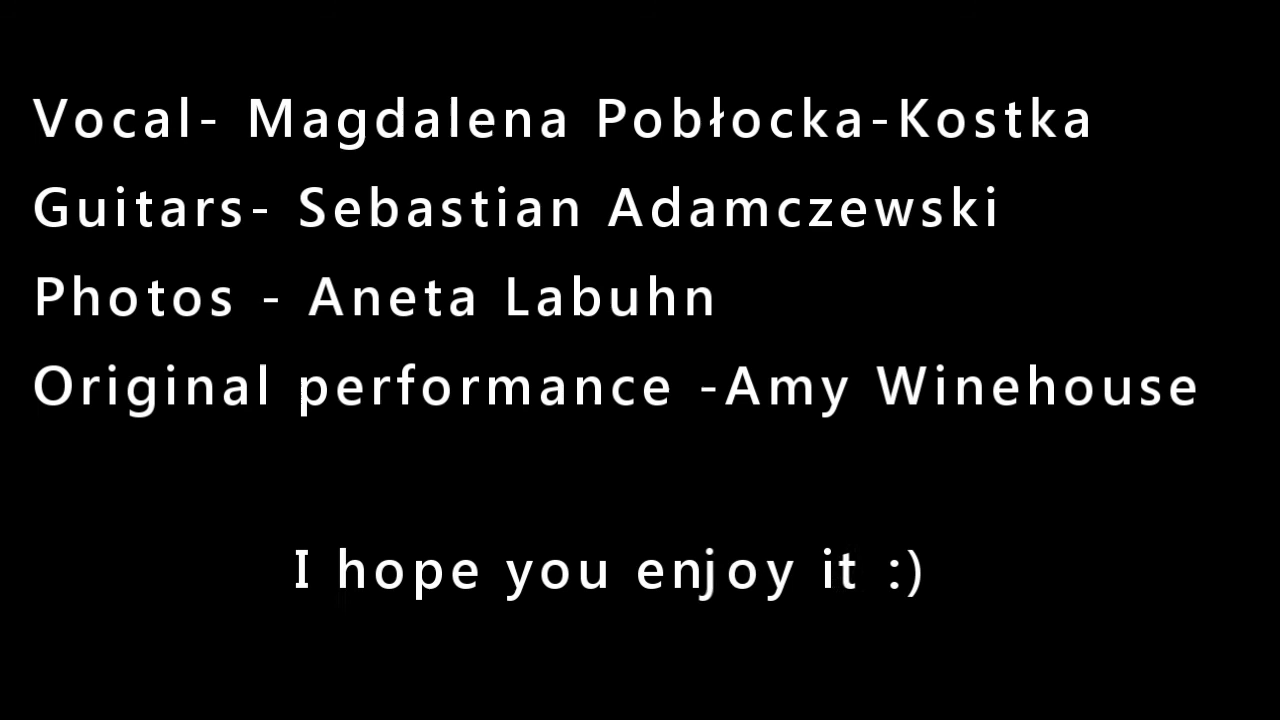 Vocal- Magdalena Pobłocka-Kostka
Guitars- Sebastian Adamczewski
Photos - Aneta Labuhn
Original performance -Amy Winehouse
I hope you enjoy it :)